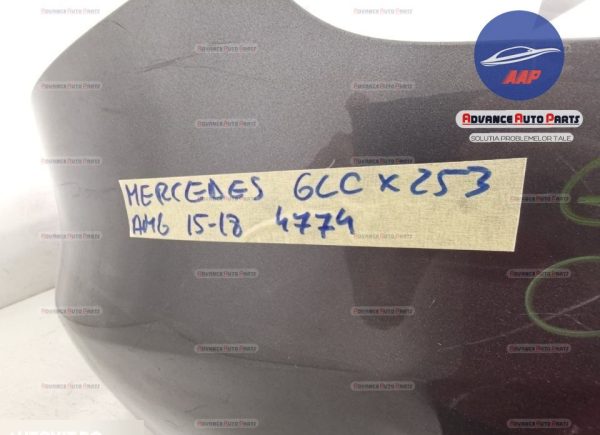 AAP
ADVANCE AUTO PARTS
SOLUTIA PROBLEMELOR TALE
MERCEDES GLC X253
AMG 15-18 4774